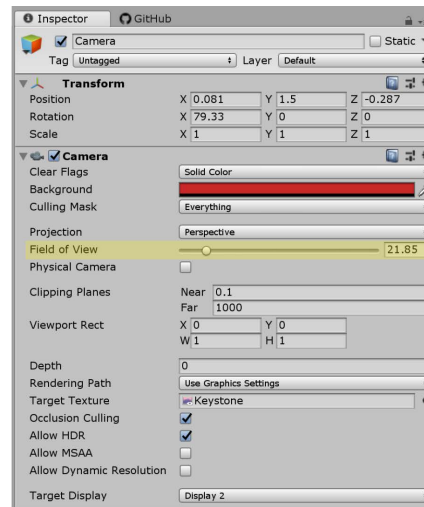 Inspector GitHub
Camera Static
Tag Untagged Layer Default
Transform
Position X 0.081 Y 1.5 Z -0.287
Rotation X 79.33 Y 0 Z 0
Scale X 1 Y 1 Z 1
Camera
Clear Flags Solid Color
Background
Culling Mask Everything
Projection Perspective
Field of View 21.85
Physical Camera
Clipping Planes Near 0.1
Far 1000
Viewport Rect X 0 Y 0
W 1 H 1
Depth 0
Rendering Path Use Graphics Settings
Target Texture Keystone
Occlusion Culling
Allow HDR
Allow MSAA
Allow Dynamic Resolution
Target Display Display 2